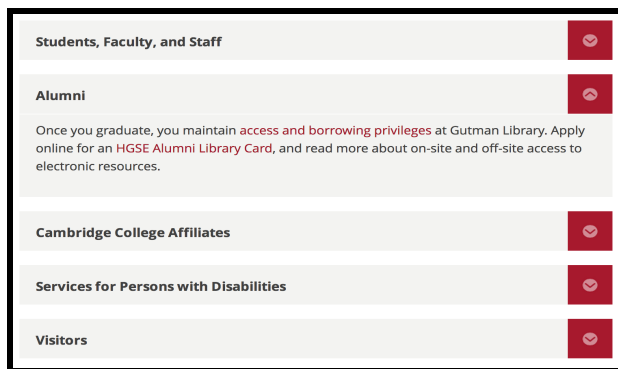 Students, Faculty, and Staff
Alumni
Once you graduate, you maintain access and borrowing privileges at Gutman Library. Apply
online for an HGSE Alumni Library Card, and read more about on-site and off-site access to
electronic resources.
Cambridge College Affiliates
Services for Persons with Disabilities
Visitors